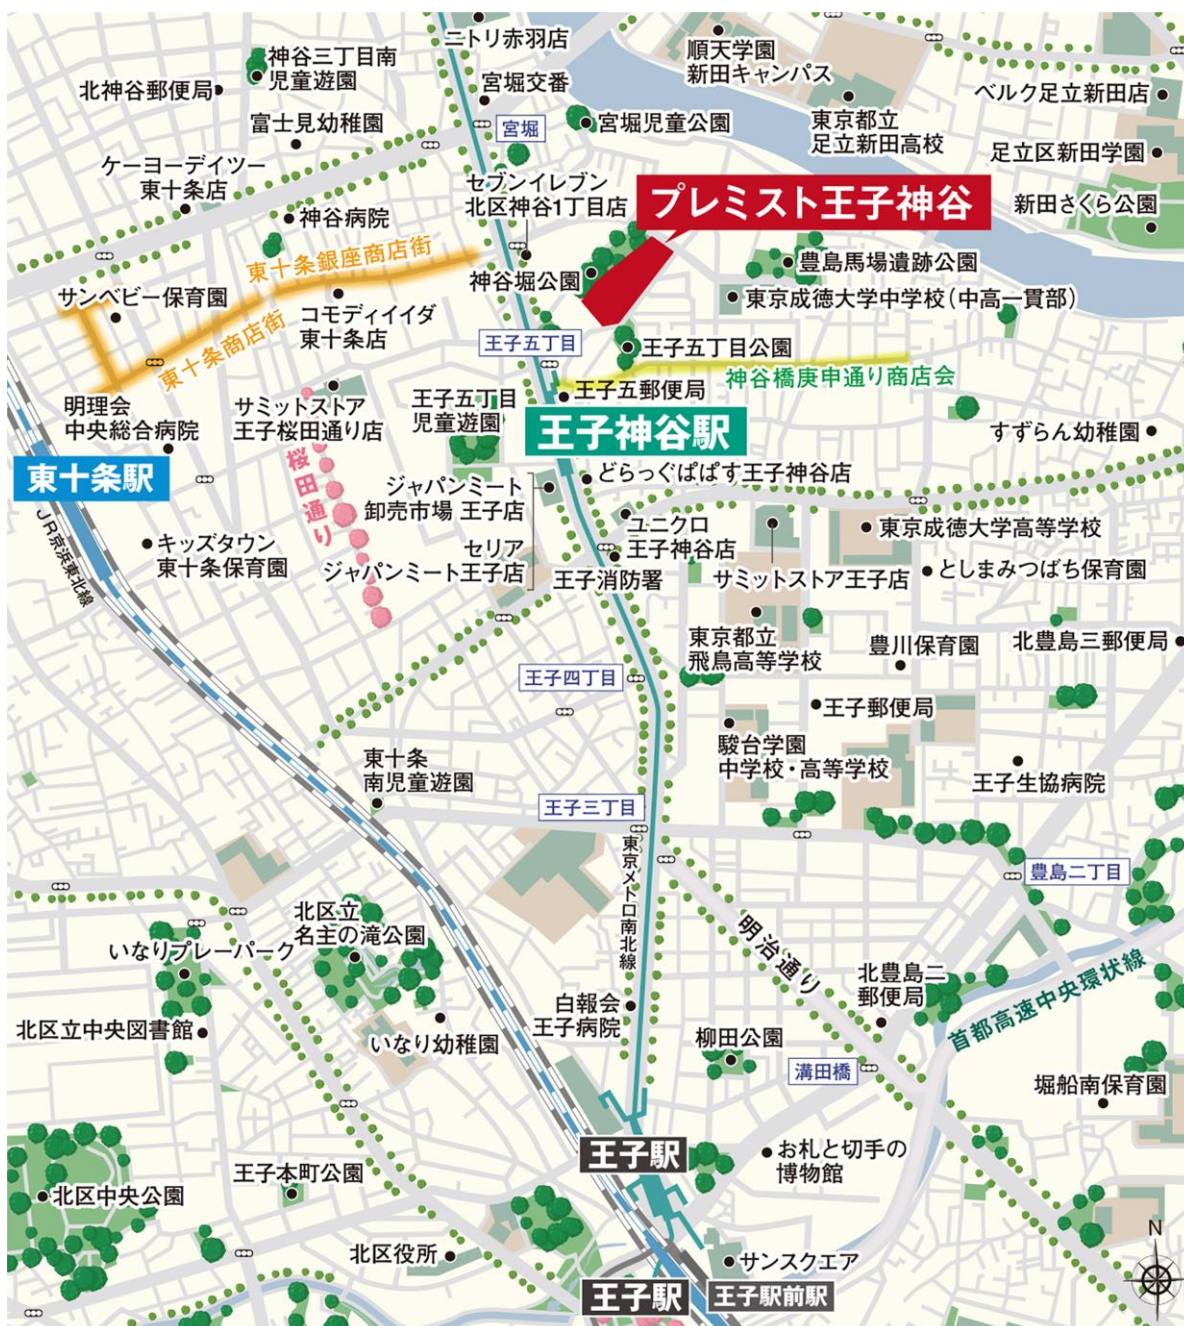 ニトリ赤羽店
神谷三丁目南
児童遊園
北神谷郵便局
宮堀交番
順天学園
新田キャンパス
ベルク足立新田店
富士見幼稚園
宮堀
宮堀児童公園
東京都立
足立新田高校
足立区新田学園
ケーヨーデイツー
東十条店
セブンイレブン
北区神谷1丁目店
プレミスト王子神谷
新田さくら公園
神谷病院
東十条銀座商店街
神谷堀公園
豊島馬場遺跡公園
サンベビー保育園
東京成徳大学中学校(中高一貫部)
コモディイイダ
東十条店
東十条商店街
王子五丁目
王子五丁目公園
神谷橋庚申通り商店会
王子五郵便局
明理会
中央総合病院
サミットストア
王子桜田通り店
王子五丁目
児童遊園
王子神谷駅
すずらん幼稚園
東十条駅
桜田通り
どらっぐぱぱす王子神谷店
ジャパンミート
卸売市場 王子店
ユニクロ
王子神谷店
東京成徳大学高等学校
JR京浜東北線
キッズタウン
東十条保育園
セリア
ジャパンミート王子店
王子消防署
サミットストア王子店
としまみつばち保育園
東京都立
飛鳥高等学校
豊川保育園
北豊島三郵便局
王子四丁目
王子郵便局
駿台学園
中学校・高等学校
東十条
南児童遊園
王子生協病院
王子三丁目
東京メトロ南北線
豊島二丁目
北区立
名主の滝公園
明治通り
いなりプレーパーク
北豊島二
郵便局
首都高速中央環状線
白報会
王子病院
北区立中央図書館
いなり幼稚園
柳田公園
溝田橋
堀船南保育園
王子駅
お札と切手の
博物館
王子本町公園
北区中央公園
北区役所
サンスクエア
N
王子駅
王子駅前駅